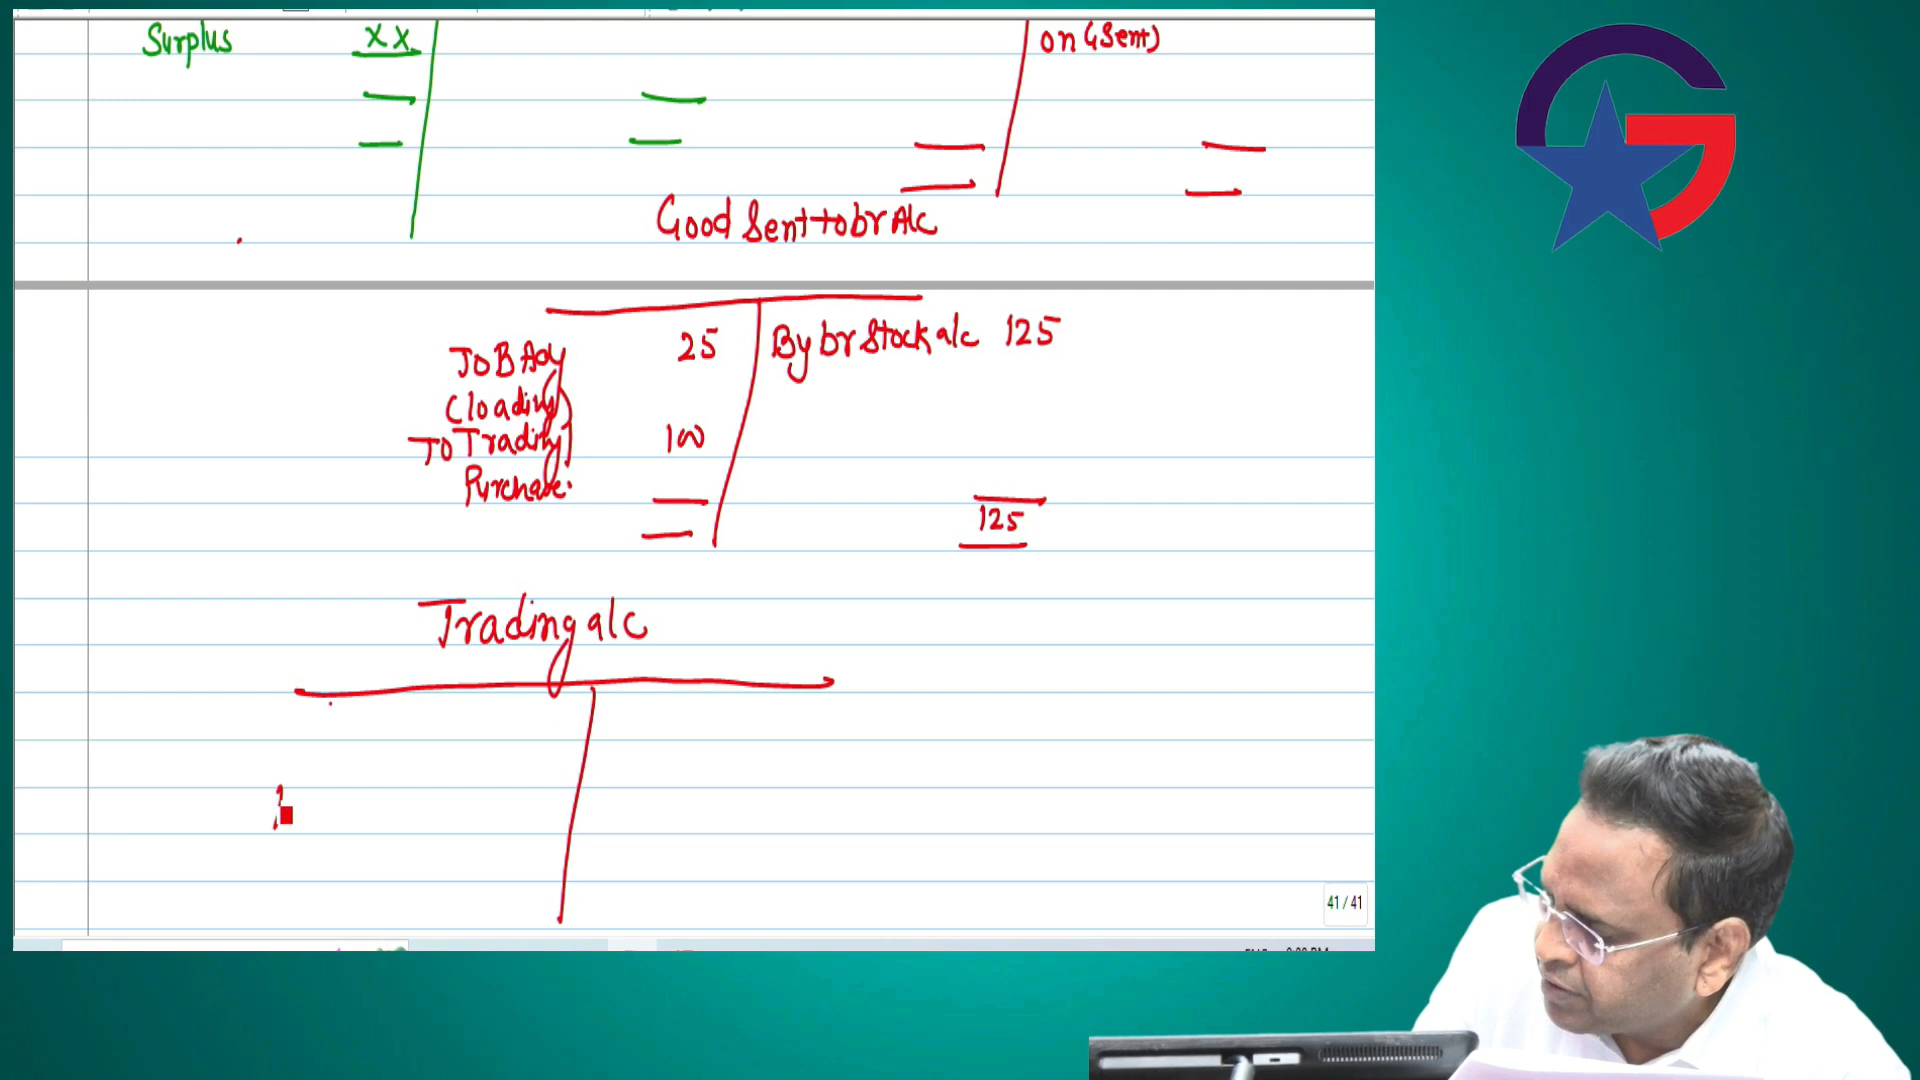 Surplus xx
on (Sent)
Good Sent to br A/c
To B Adj 25 By br Stock a/c 125
(loading)
To Trading 100
Purchase.
125
Trading a/c
41 / 41